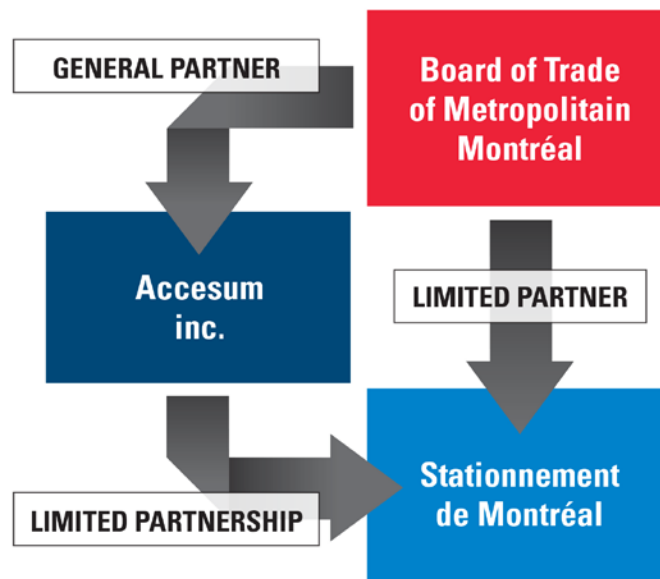 GENERAL PARTNER
Board of Trade
of Metropolitain
Montréal
Accesum
inc.
LIMITED PARTNER
Stationnement
de Montréal
LIMITED PARTNERSHIP